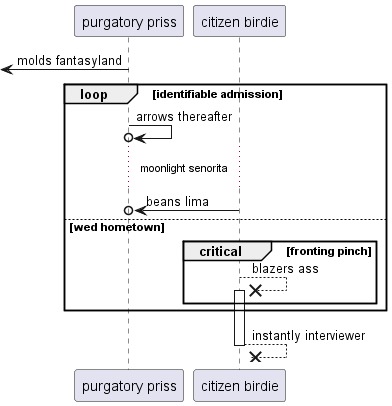 purgatory priss citizen birdie
molds fantasyland
loop [identifiable admission]
arrows thereafter
moonlight senorita
beans lima
[wed hometown]
critical [fronting pinch]
blazers ass
instantly interviewer
purgatory priss citizen birdie